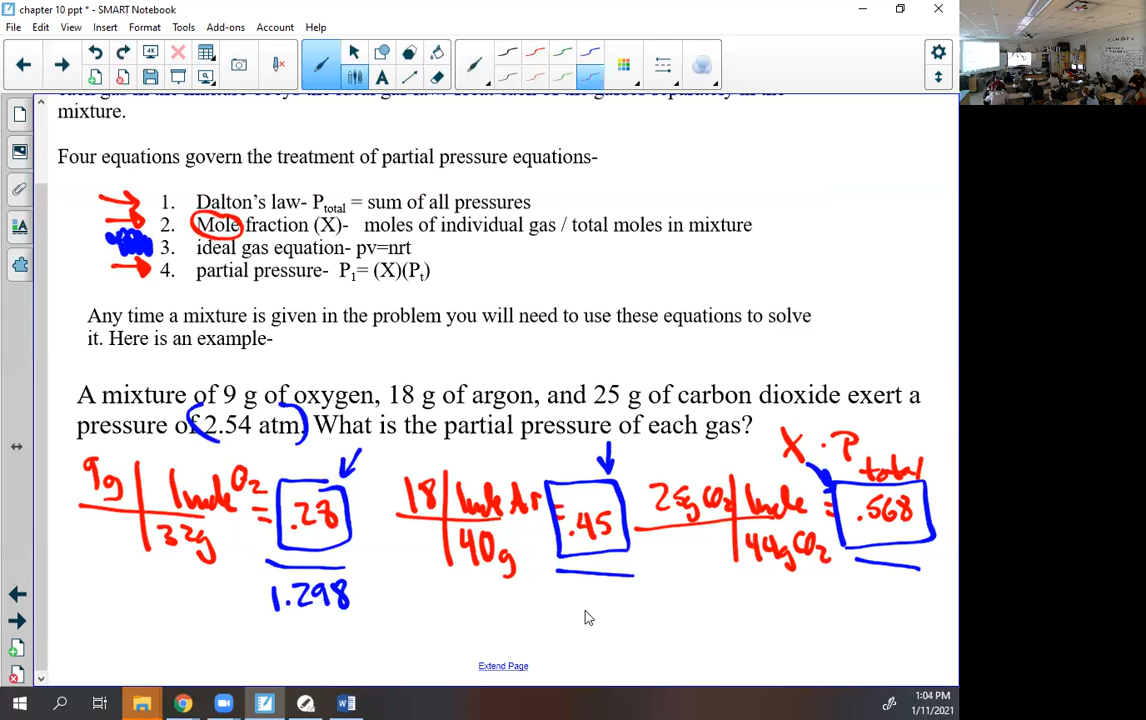 chapter 10 ppt * - SMART Notebook
File Edit View Insert Format Tools Add-ons Account Help
mixture.
Four equations govern the treatment of partial pressure equations-
1. Dalton's law- Ptotal = sum of all pressures
2. Mole fraction (X)- moles of individual gas / total moles in mixture
3. ideal gas equation- pv=nrt
4. partial pressure- P1= (X)(Pt)
Any time a mixture is given in the problem you will need to use these equations to solve
it. Here is an example-
A mixture of 9 g of oxygen, 18 g of argon, and 25 g of carbon dioxide exert a
pressure of 2.54 atm. What is the partial pressure of each gas?
X · P total
9g 1mole O2 = .28 18 1mole Ar = .45 25g CO2 1mole = .568
32g 40g 44g CO2
1.298
Extend Page
1:04 PM
1/11/2021